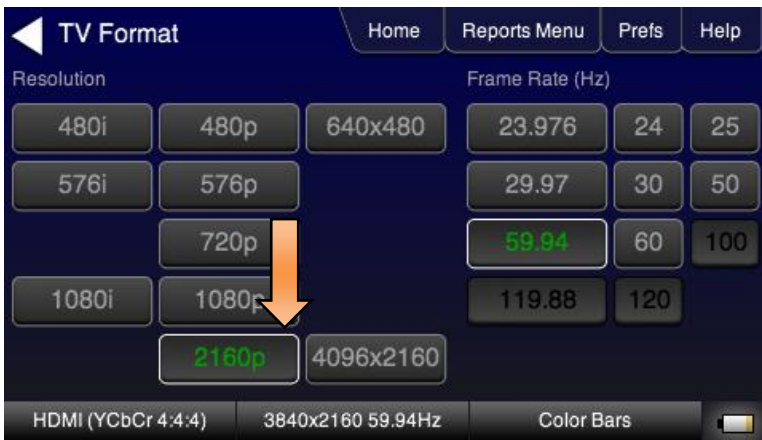 TV Format Home Reports Menu Prefs Help
Resolution Frame Rate (Hz)
480i 480p 640x480 23.976 24 25
576i 576p 29.97 30 50
720p 59.94 60 100
1080i 1080p 119.88 120
2160p 4096x2160
HDMI (YCbCr 4:4:4) 3840x2160 59.94Hz Color Bars